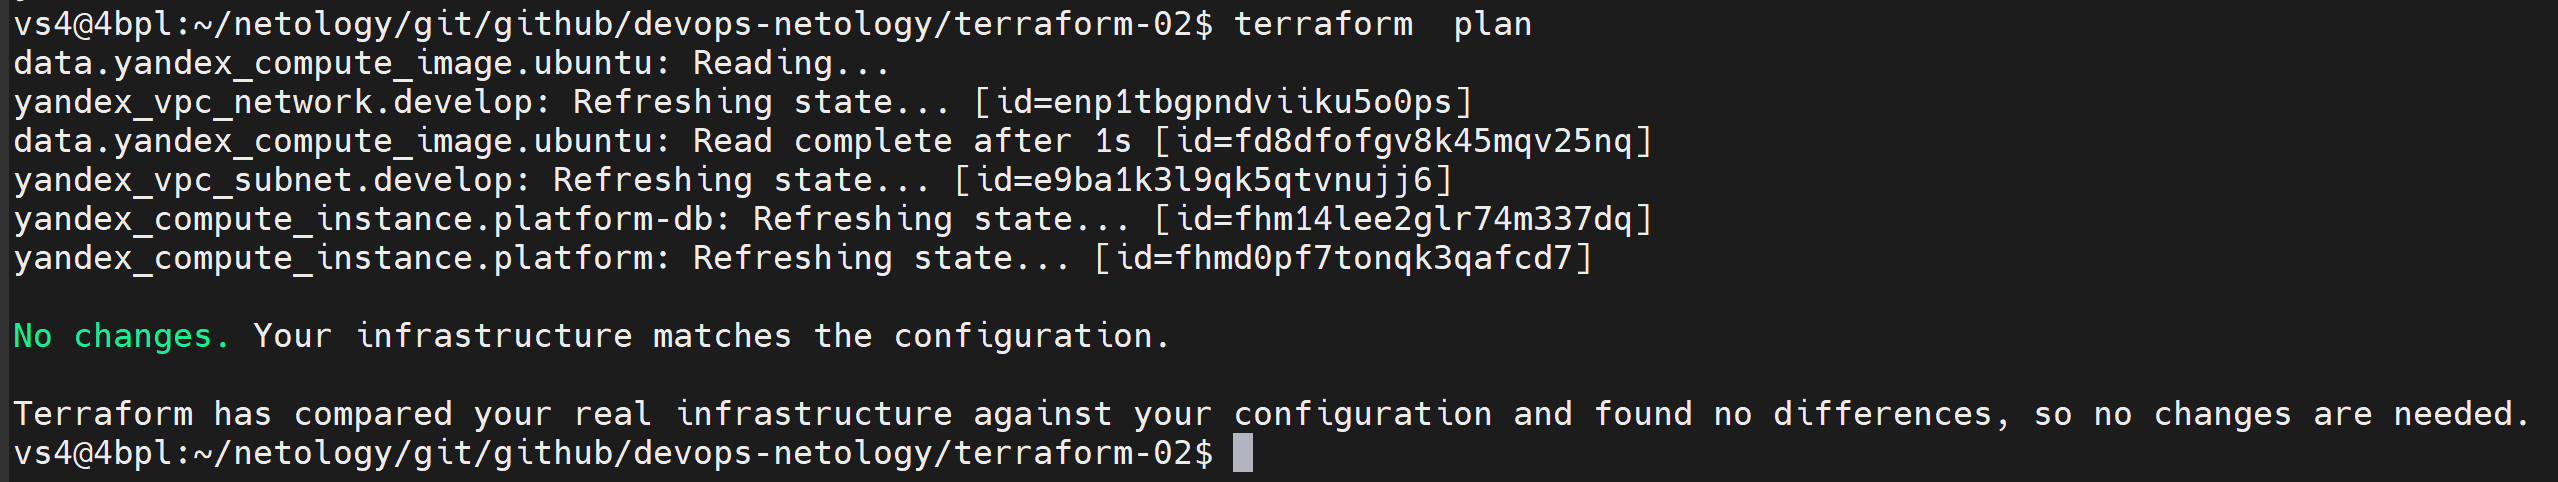 vs4@4bpl:~/netology/git/github/devops-netology/terraform-02$ terraform  plan
data.yandex_compute_image.ubuntu: Reading...
yandex_vpc_network.develop: Refreshing state... [id=enp1tbgpndviiku5o0ps]
data.yandex_compute_image.ubuntu: Read complete after 1s [id=fd8dfofgv8k45mqv25nq]
yandex_vpc_subnet.develop: Refreshing state... [id=e9ba1k3l9qk5qtvnujj6]
yandex_compute_instance.platform-db: Refreshing state... [id=fhm14lee2glr74m337dq]
yandex_compute_instance.platform: Refreshing state... [id=fhmd0pf7tonqk3qafcd7]
No changes. Your infrastructure matches the configuration.
Terraform has compared your real infrastructure against your configuration and found no differences, so no changes are needed.
vs4@4bpl:~/netology/git/github/devops-netology/terraform-02$